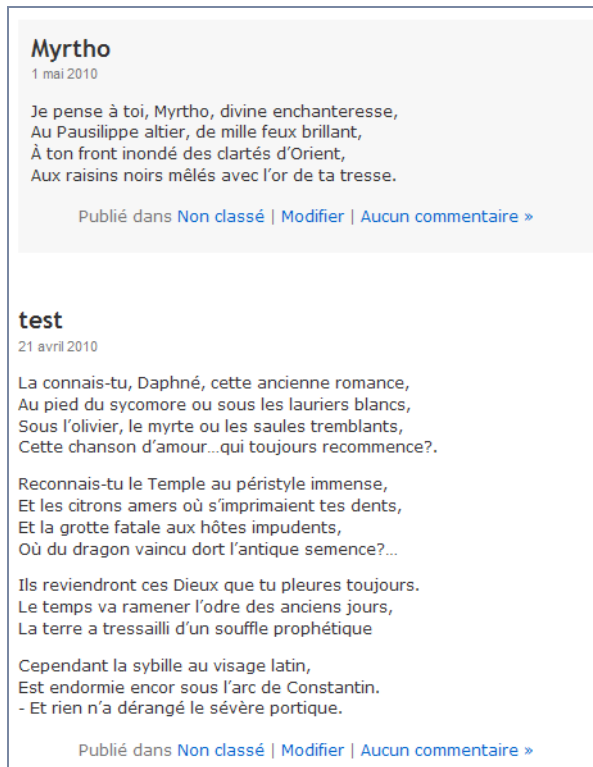 Myrtho
1 mai 2010
Je pense à toi, Myrtho, divine enchanteresse,
Au Pausilippe altier, de mille feux brillant,
À ton front inondé des clartés d’Orient,
Aux raisins noirs mêlés avec l’or de ta tresse.
Publié dans Non classé | Modifier | Aucun commentaire »
test
21 avril 2010
La connais-tu, Daphné, cette ancienne romance,
Au pied du sycomore ou sous les lauriers blancs,
Sous l’olivier, le myrte ou les saules tremblants,
Cette chanson d’amour…qui toujours recommence?.
Reconnais-tu le Temple au péristyle immense,
Et les citrons amers où s’imprimaient tes dents,
Et la grotte fatale aux hôtes impudents,
Où du dragon vaincu dort l’antique semence?…
Ils reviendront ces Dieux que tu pleures toujours.
Le temps va ramener l’odre des anciens jours,
La terre a tressailli d’un souffle prophétique
Cependant la sybille au visage latin,
Est endormie encor sous l’arc de Constantin.
- Et rien n’a dérangé le sévère portique.
Publié dans Non classé | Modifier | Aucun commentaire »